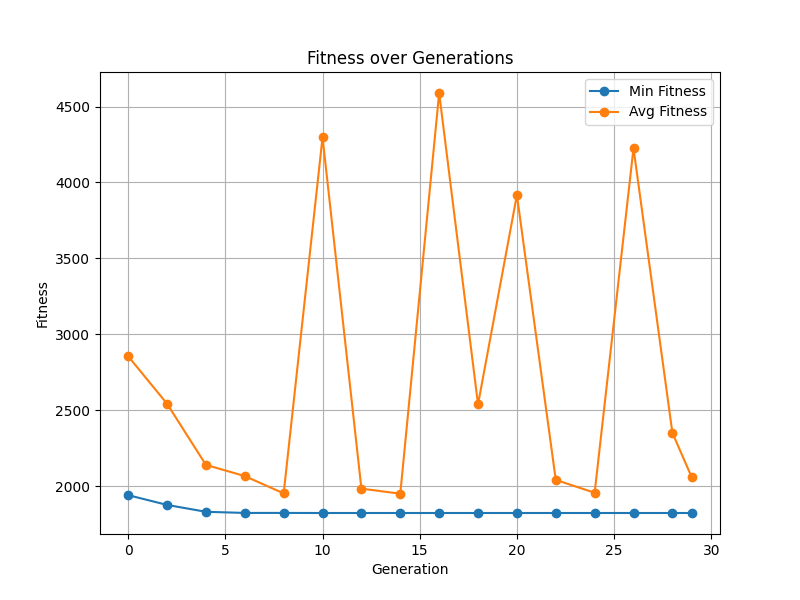 Fitness over Generations
Min Fitness
Avg Fitness
4500
4000
3500
3000
2500
2000
Fitness
0 5 10 15 20 25 30
Generation